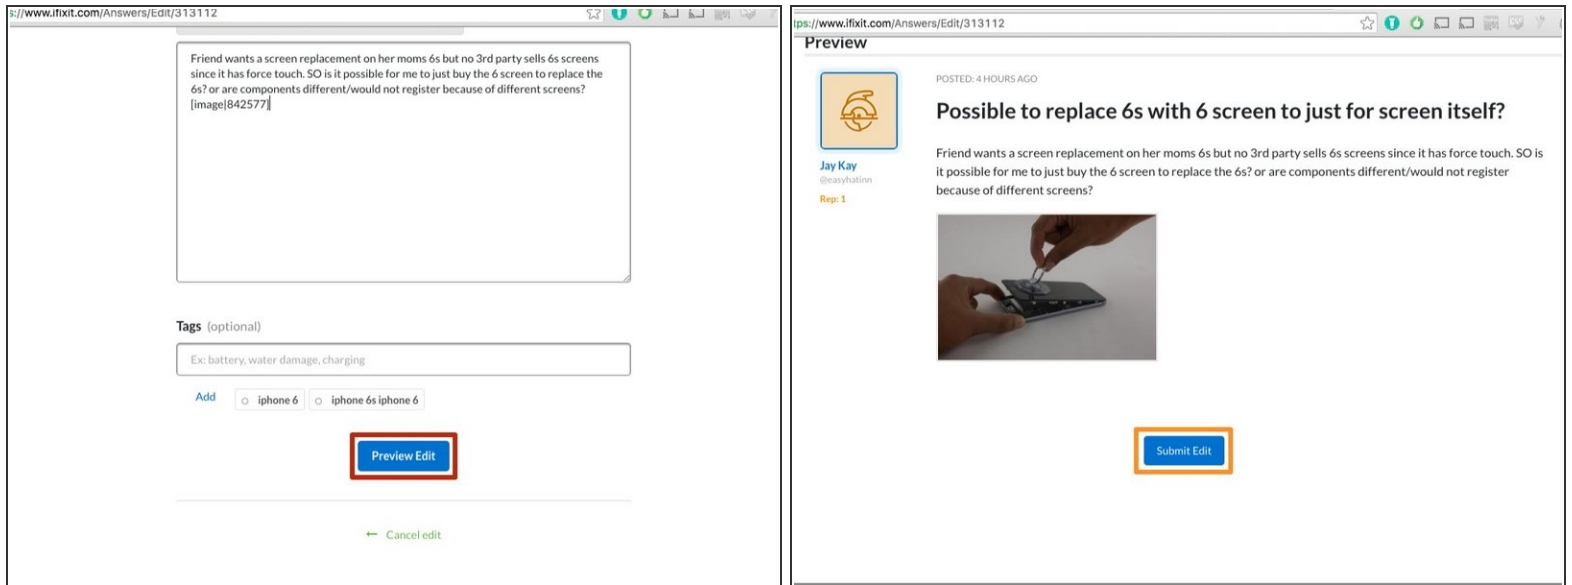 s://www.ifixit.com/Answers/Edit/313112
Friend wants a screen replacement on her moms 6s but no 3rd party sells 6s screens
since it has force touch. SO is it possible for me to just buy the 6 screen to replace the
6s? or are components different/would not register because of different screens?
[image|842577]
Tags (optional)
Ex: battery, water damage, charging
Add iphone 6 iphone 6s iphone 6
Preview Edit
← Cancel edit
tps://www.ifixit.com/Answers/Edit/313112
Preview
POSTED: 4 HOURS AGO
Possible to replace 6s with 6 screen to just for screen itself?
Friend wants a screen replacement on her moms 6s but no 3rd party sells 6s screens since it has force touch. SO is
it possible for me to just buy the 6 screen to replace the 6s? or are components different/would not register
because of different screens?
Jay Kay
@easyhatinn
Rep: 1
Submit Edit